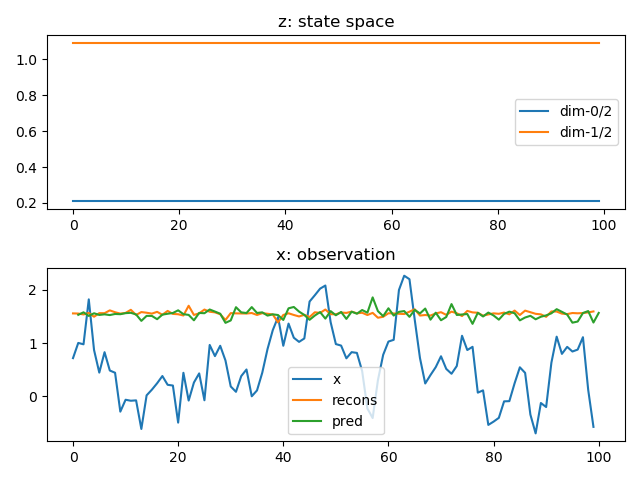 z: state space
1.0
0.8
0.6
0.4
0.2
dim-0/2
dim-1/2
0 20 40 60 80 100
x: observation
2
1
0
x
recons
pred
0 20 40 60 80 100